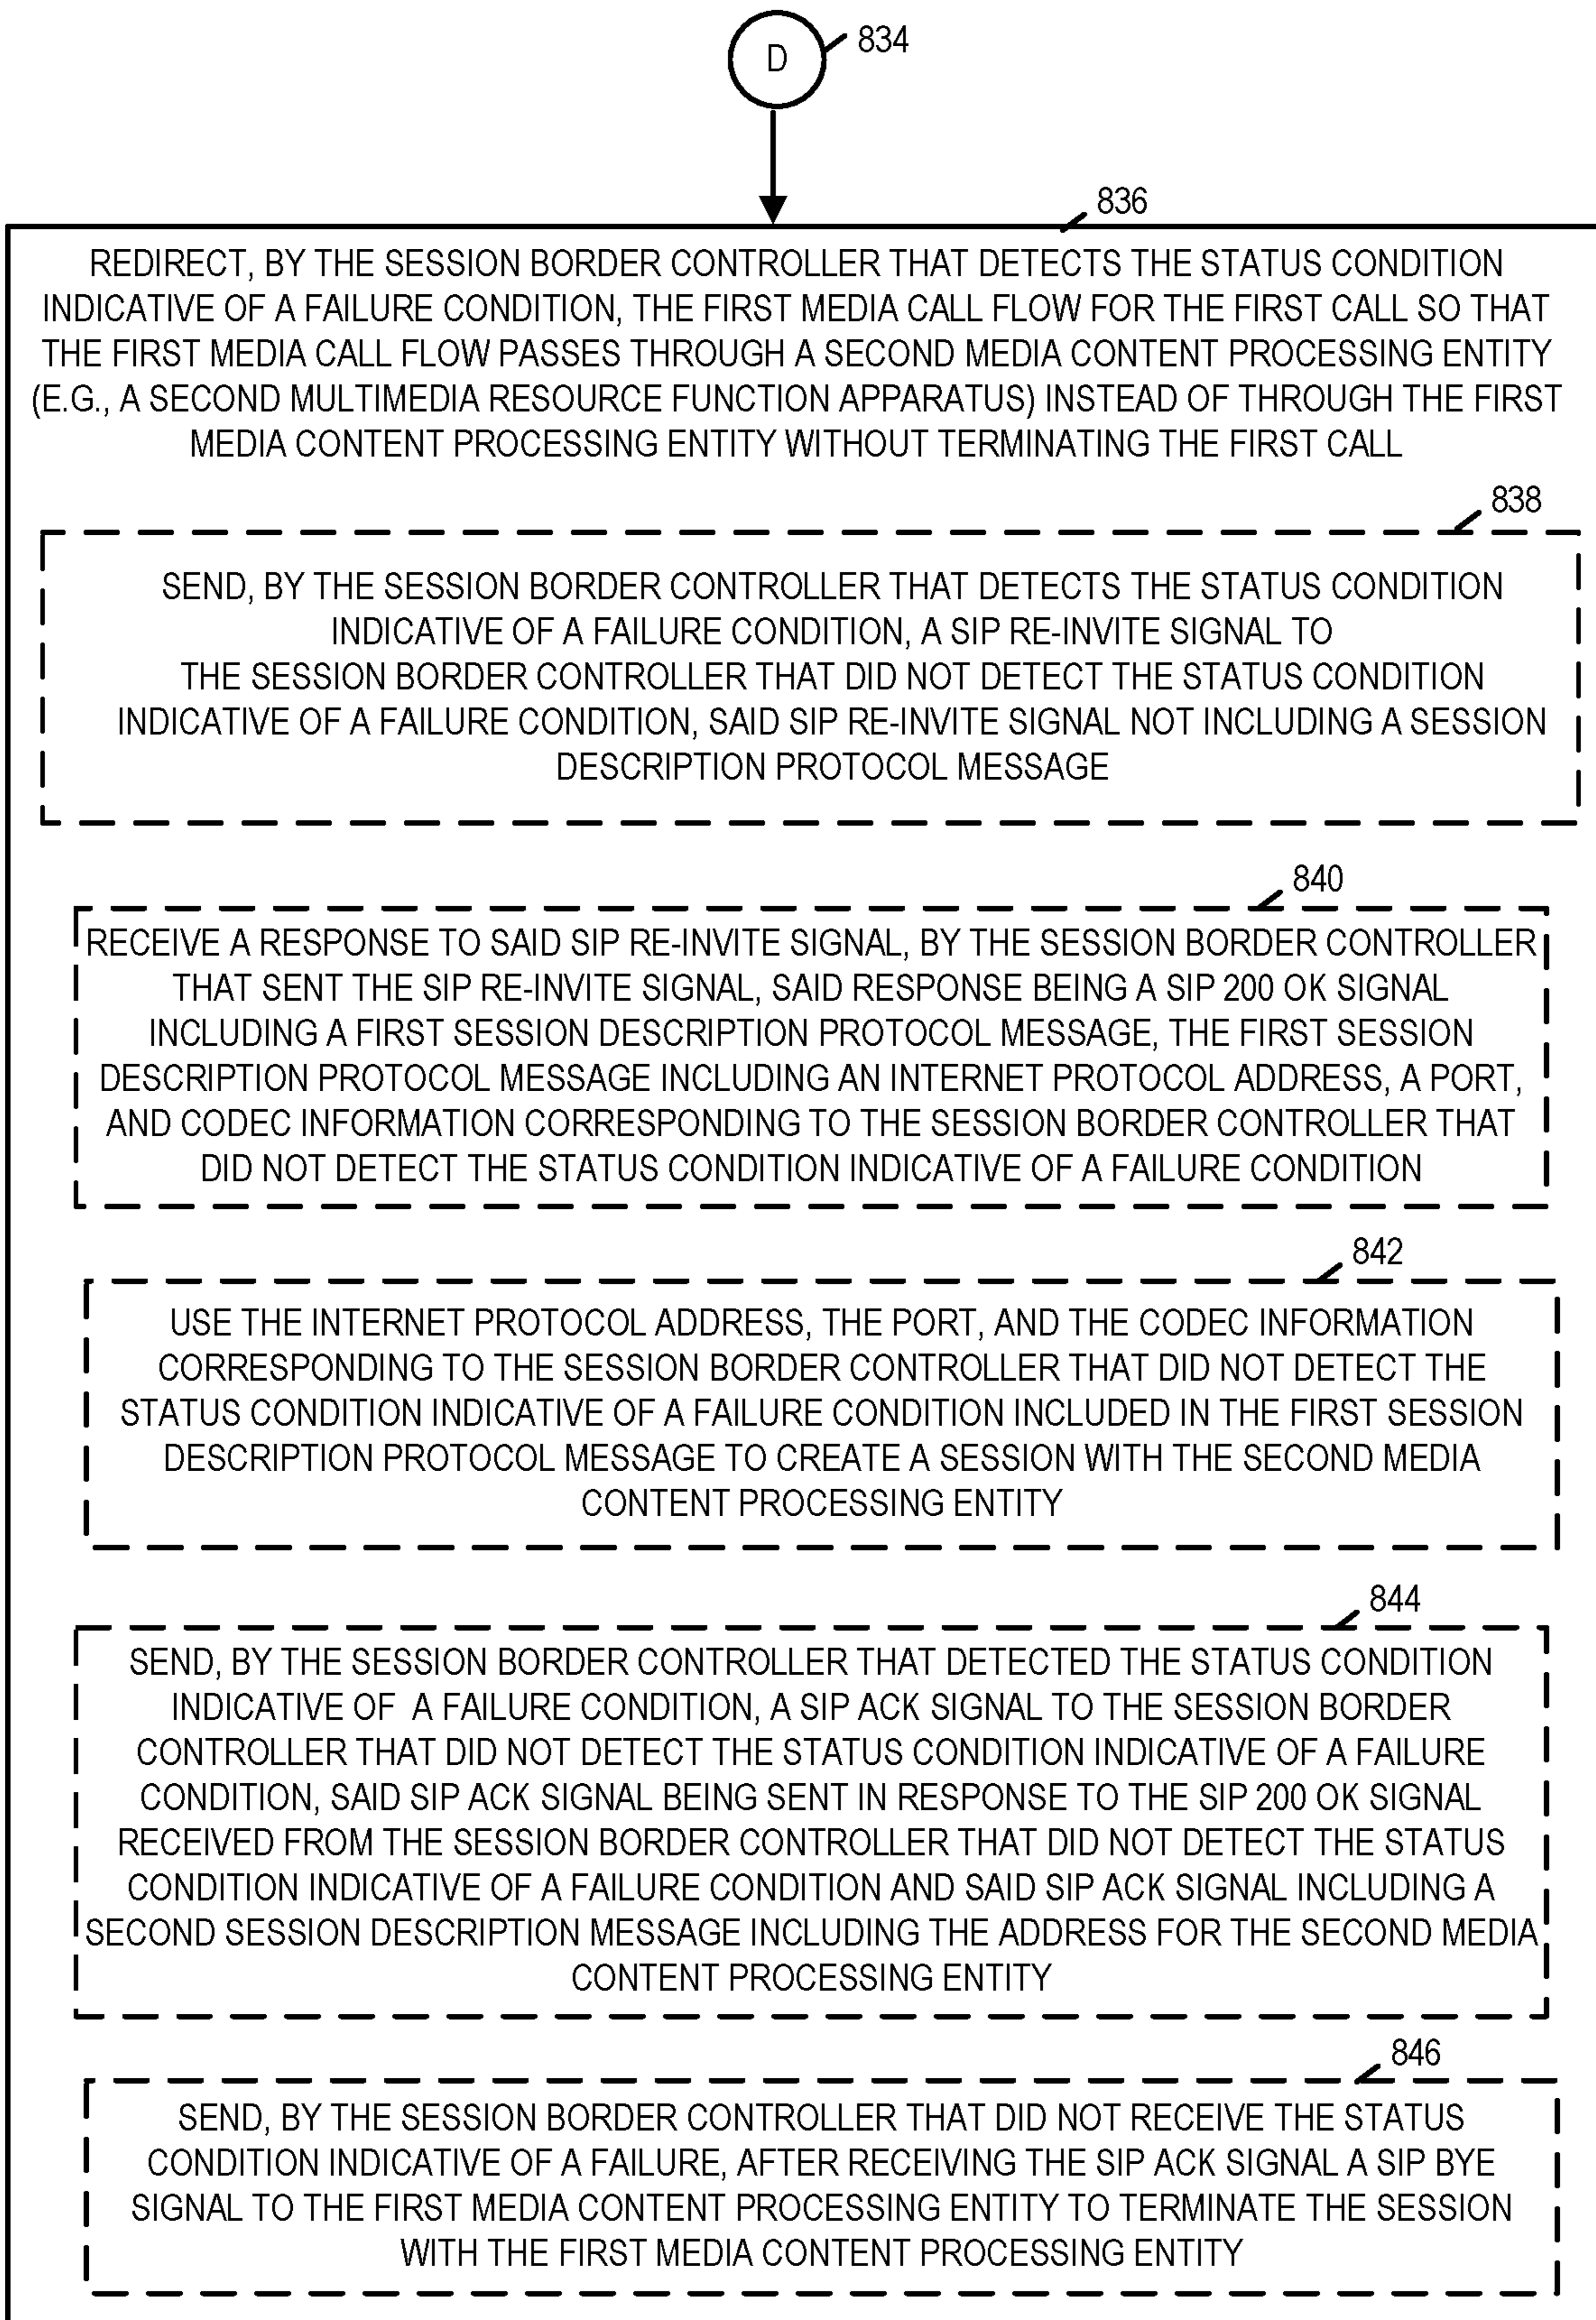 D
834
836
REDIRECT, BY THE SESSION BORDER CONTROLLER THAT DETECTS THE STATUS CONDITION
INDICATIVE OF A FAILURE CONDITION, THE FIRST MEDIA CALL FLOW FOR THE FIRST CALL SO THAT
THE FIRST MEDIA CALL FLOW PASSES THROUGH A SECOND MEDIA CONTENT PROCESSING ENTITY
(E.G., A SECOND MULTIMEDIA RESOURCE FUNCTION APPARATUS) INSTEAD OF THROUGH THE FIRST
MEDIA CONTENT PROCESSING ENTITY WITHOUT TERMINATING THE FIRST CALL
838
SEND, BY THE SESSION BORDER CONTROLLER THAT DETECTS THE STATUS CONDITION
INDICATIVE OF A FAILURE CONDITION, A SIP RE-INVITE SIGNAL TO
THE SESSION BORDER CONTROLLER THAT DID NOT DETECT THE STATUS CONDITION
INDICATIVE OF A FAILURE CONDITION, SAID SIP RE-INVITE SIGNAL NOT INCLUDING A SESSION
DESCRIPTION PROTOCOL MESSAGE
840
RECEIVE A RESPONSE TO SAID SIP RE-INVITE SIGNAL, BY THE SESSION BORDER CONTROLLER
THAT SENT THE SIP RE-INVITE SIGNAL, SAID RESPONSE BEING A SIP 200 OK SIGNAL
INCLUDING A FIRST SESSION DESCRIPTION PROTOCOL MESSAGE, THE FIRST SESSION
DESCRIPTION PROTOCOL MESSAGE INCLUDING AN INTERNET PROTOCOL ADDRESS, A PORT,
AND CODEC INFORMATION CORRESPONDING TO THE SESSION BORDER CONTROLLER THAT
DID NOT DETECT THE STATUS CONDITION INDICATIVE OF A FAILURE CONDITION
842
USE THE INTERNET PROTOCOL ADDRESS, THE PORT, AND THE CODEC INFORMATION
CORRESPONDING TO THE SESSION BORDER CONTROLLER THAT DID NOT DETECT THE
STATUS CONDITION INDICATIVE OF A FAILURE CONDITION INCLUDED IN THE FIRST SESSION
DESCRIPTION PROTOCOL MESSAGE TO CREATE A SESSION WITH THE SECOND MEDIA
CONTENT PROCESSING ENTITY
844
SEND, BY THE SESSION BORDER CONTROLLER THAT DETECTED THE STATUS CONDITION
INDICATIVE OF A FAILURE CONDITION, A SIP ACK SIGNAL TO THE SESSION BORDER
CONTROLLER THAT DID NOT DETECT THE STATUS CONDITION INDICATIVE OF A FAILURE
CONDITION, SAID SIP ACK SIGNAL BEING SENT IN RESPONSE TO THE SIP 200 OK SIGNAL
RECEIVED FROM THE SESSION BORDER CONTROLLER THAT DID NOT DETECT THE STATUS
CONDITION INDICATIVE OF A FAILURE CONDITION AND SAID SIP ACK SIGNAL INCLUDING A
SECOND SESSION DESCRIPTION MESSAGE INCLUDING THE ADDRESS FOR THE SECOND MEDIA
CONTENT PROCESSING ENTITY
846
SEND, BY THE SESSION BORDER CONTROLLER THAT DID NOT RECEIVE THE STATUS
CONDITION INDICATIVE OF A FAILURE, AFTER RECEIVING THE SIP ACK SIGNAL A SIP BYE
SIGNAL TO THE FIRST MEDIA CONTENT PROCESSING ENTITY TO TERMINATE THE SESSION
WITH THE FIRST MEDIA CONTENT PROCESSING ENTITY